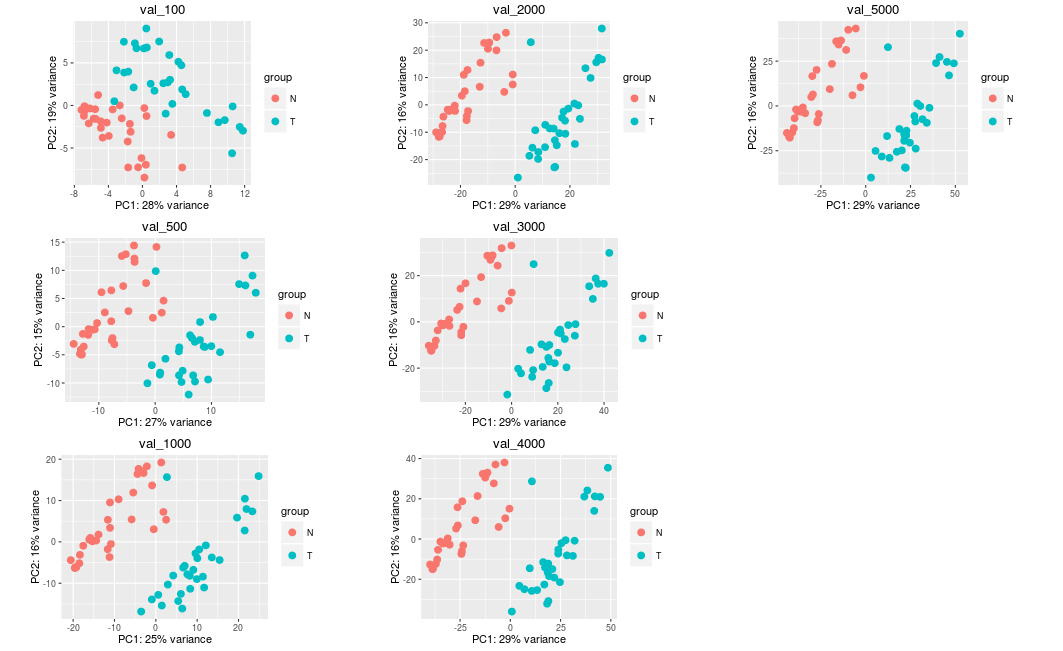 val_100
PC2: 19% variance
5
0
-5
-8
-4
0
4
8
12
PC1: 28% variance
group
N
T
val_2000
PC2: 16% variance
30
20
10
0
-10
-20
-20
0
20
PC1: 29% variance
group
N
T
val_5000
PC2: 16% variance
25
0
-25
-25
0
25
50
PC1: 29% variance
group
N
T
val_500
PC2: 15% variance
15
10
5
0
-5
-10
-10
0
10
PC1: 27% variance
group
N
T
val_3000
PC2: 16% variance
20
0
-20
-20
0
20
40
PC1: 29% variance
group
N
T
val_1000
PC2: 16% variance
20
10
0
-10
-20
-10
0
10
20
PC1: 25% variance
group
N
T
val_4000
PC2: 16% variance
40
20
0
-20
-25
0
25
50
PC1: 29% variance
group
N
T